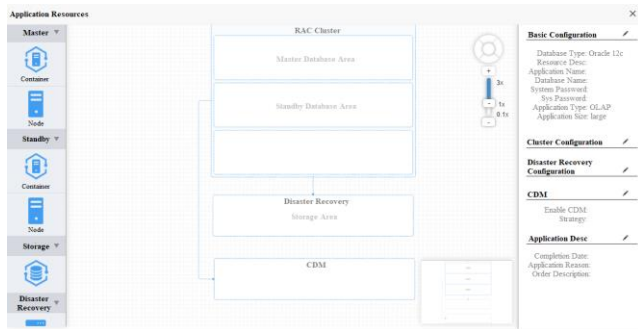 Application Resources
Master
Container
Node
Standby
Container
Node
Storage
Disaster
Recovery
RAC Cluster
Master Database Area
Standby Database Area
Disaster Recovery
Storage Area
CDM
+
3x
-
1x
0.1x
-
Basic Configuration
Database Type: Oracle 12c
Resource Desc:
Application Name:
Database Name:
System Password:
Sys Password:
Application Type: OLAP
Application Size: large
Cluster Configuration
Disaster Recovery
Configuration
CDM
Enable CDM:
Strategy:
Application Desc
Completion Date:
Application Reason:
Order Description: